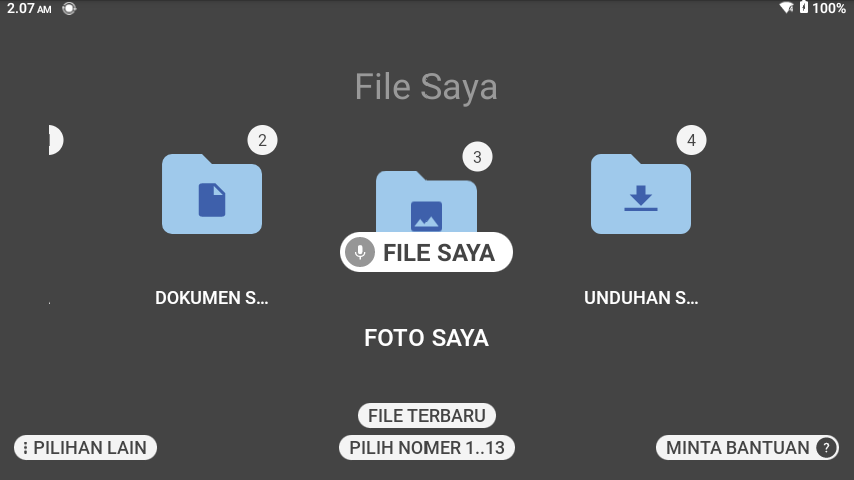 2.07 AM
100%
File Saya
2
3
4
FILE SAYA
DOKUMEN S...
UNDUHAN S...
FOTO SAYA
FILE TERBARU
PILIHAN LAIN
PILIH NOMER 1..13
MINTA BANTUAN ?